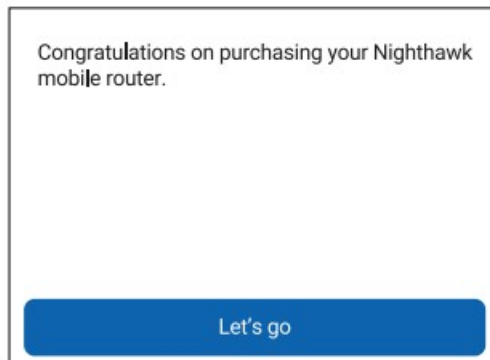 Congratulations on purchasing your Nighthawk
mobile router.
Let's go